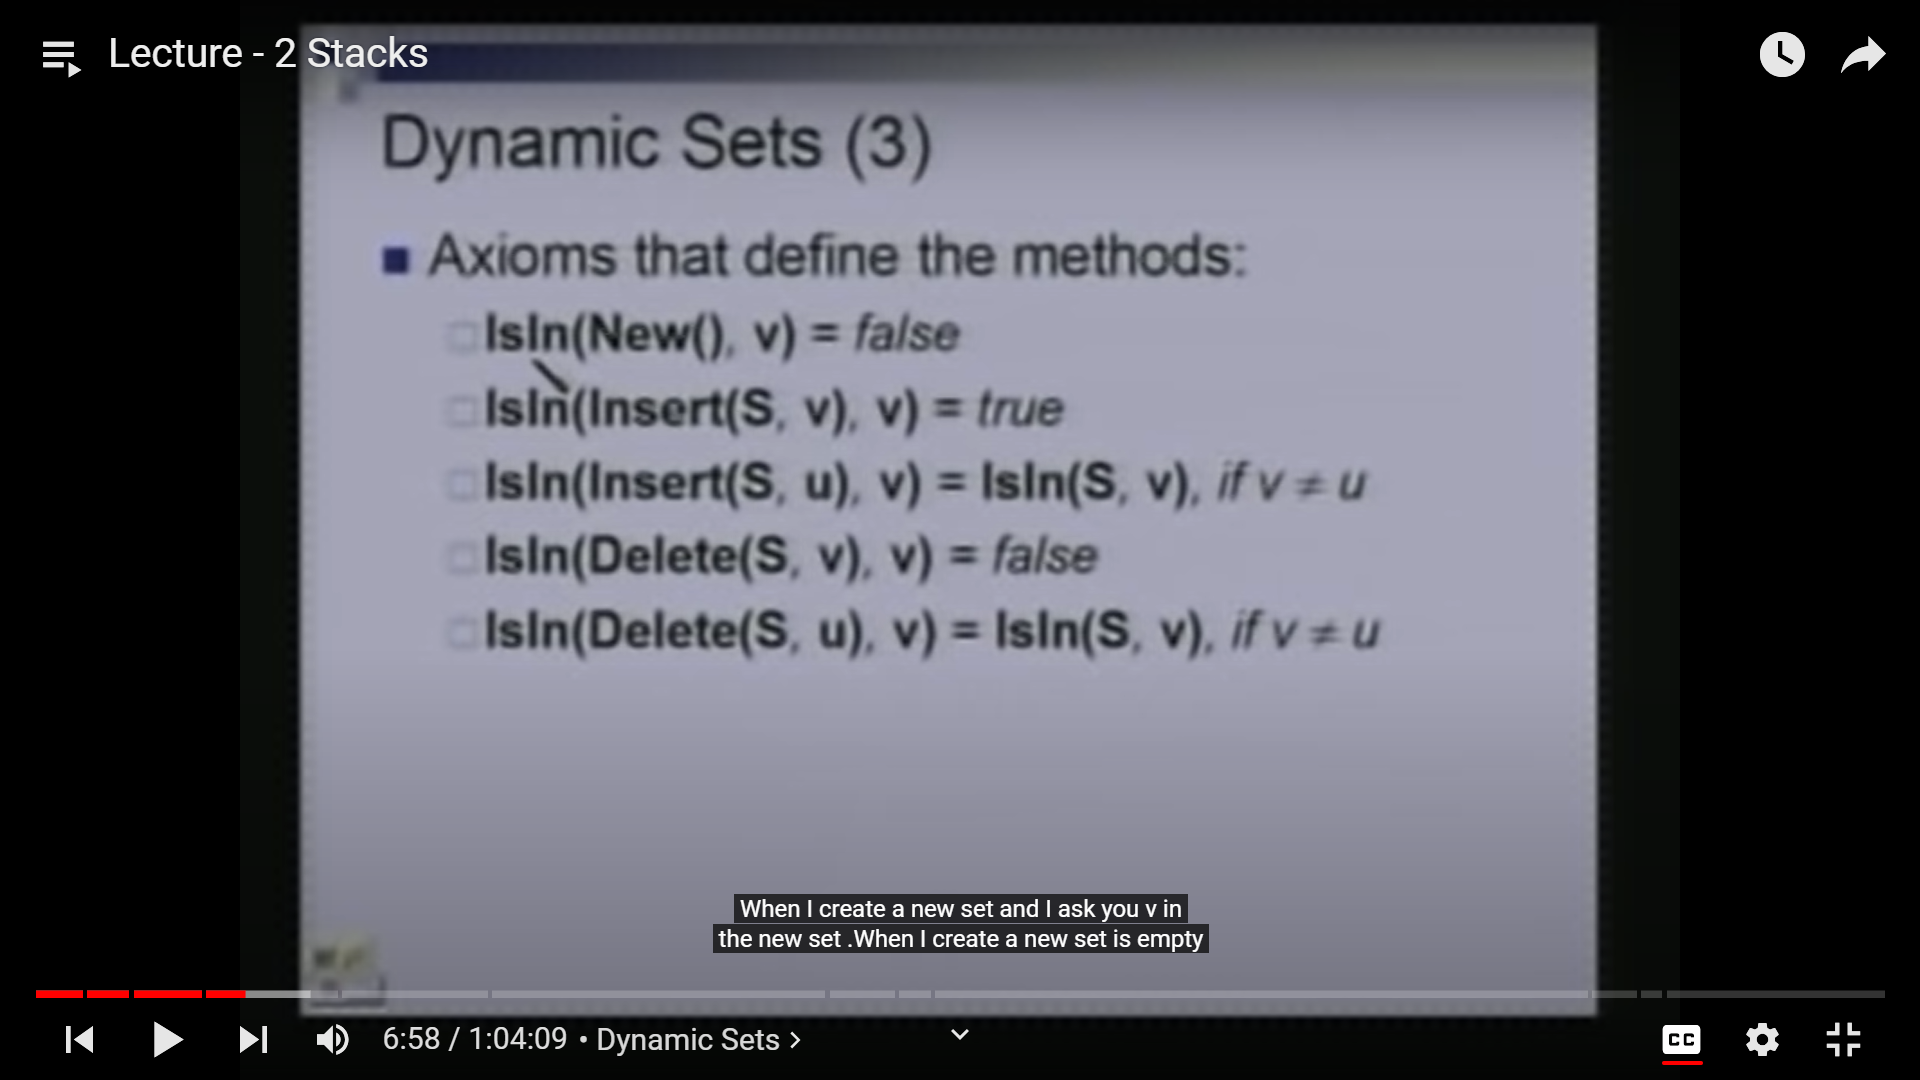 Lecture - 2 Stacks
Dynamic Sets (3)
Axioms that define the methods:
IsIn(New(), v) = false
IsIn(Insert(S, v), v) = true
IsIn(Insert(S, u), v) = IsIn(S, v), if v ≠ u
IsIn(Delete(S, v), v) = false
IsIn(Delete(S, u), v) = IsIn(S, v), if v ≠ u
When I create a new set and I ask you v in
the new set .When I create a new set is empty
6:58 / 1:04:09 • Dynamic Sets >
CC